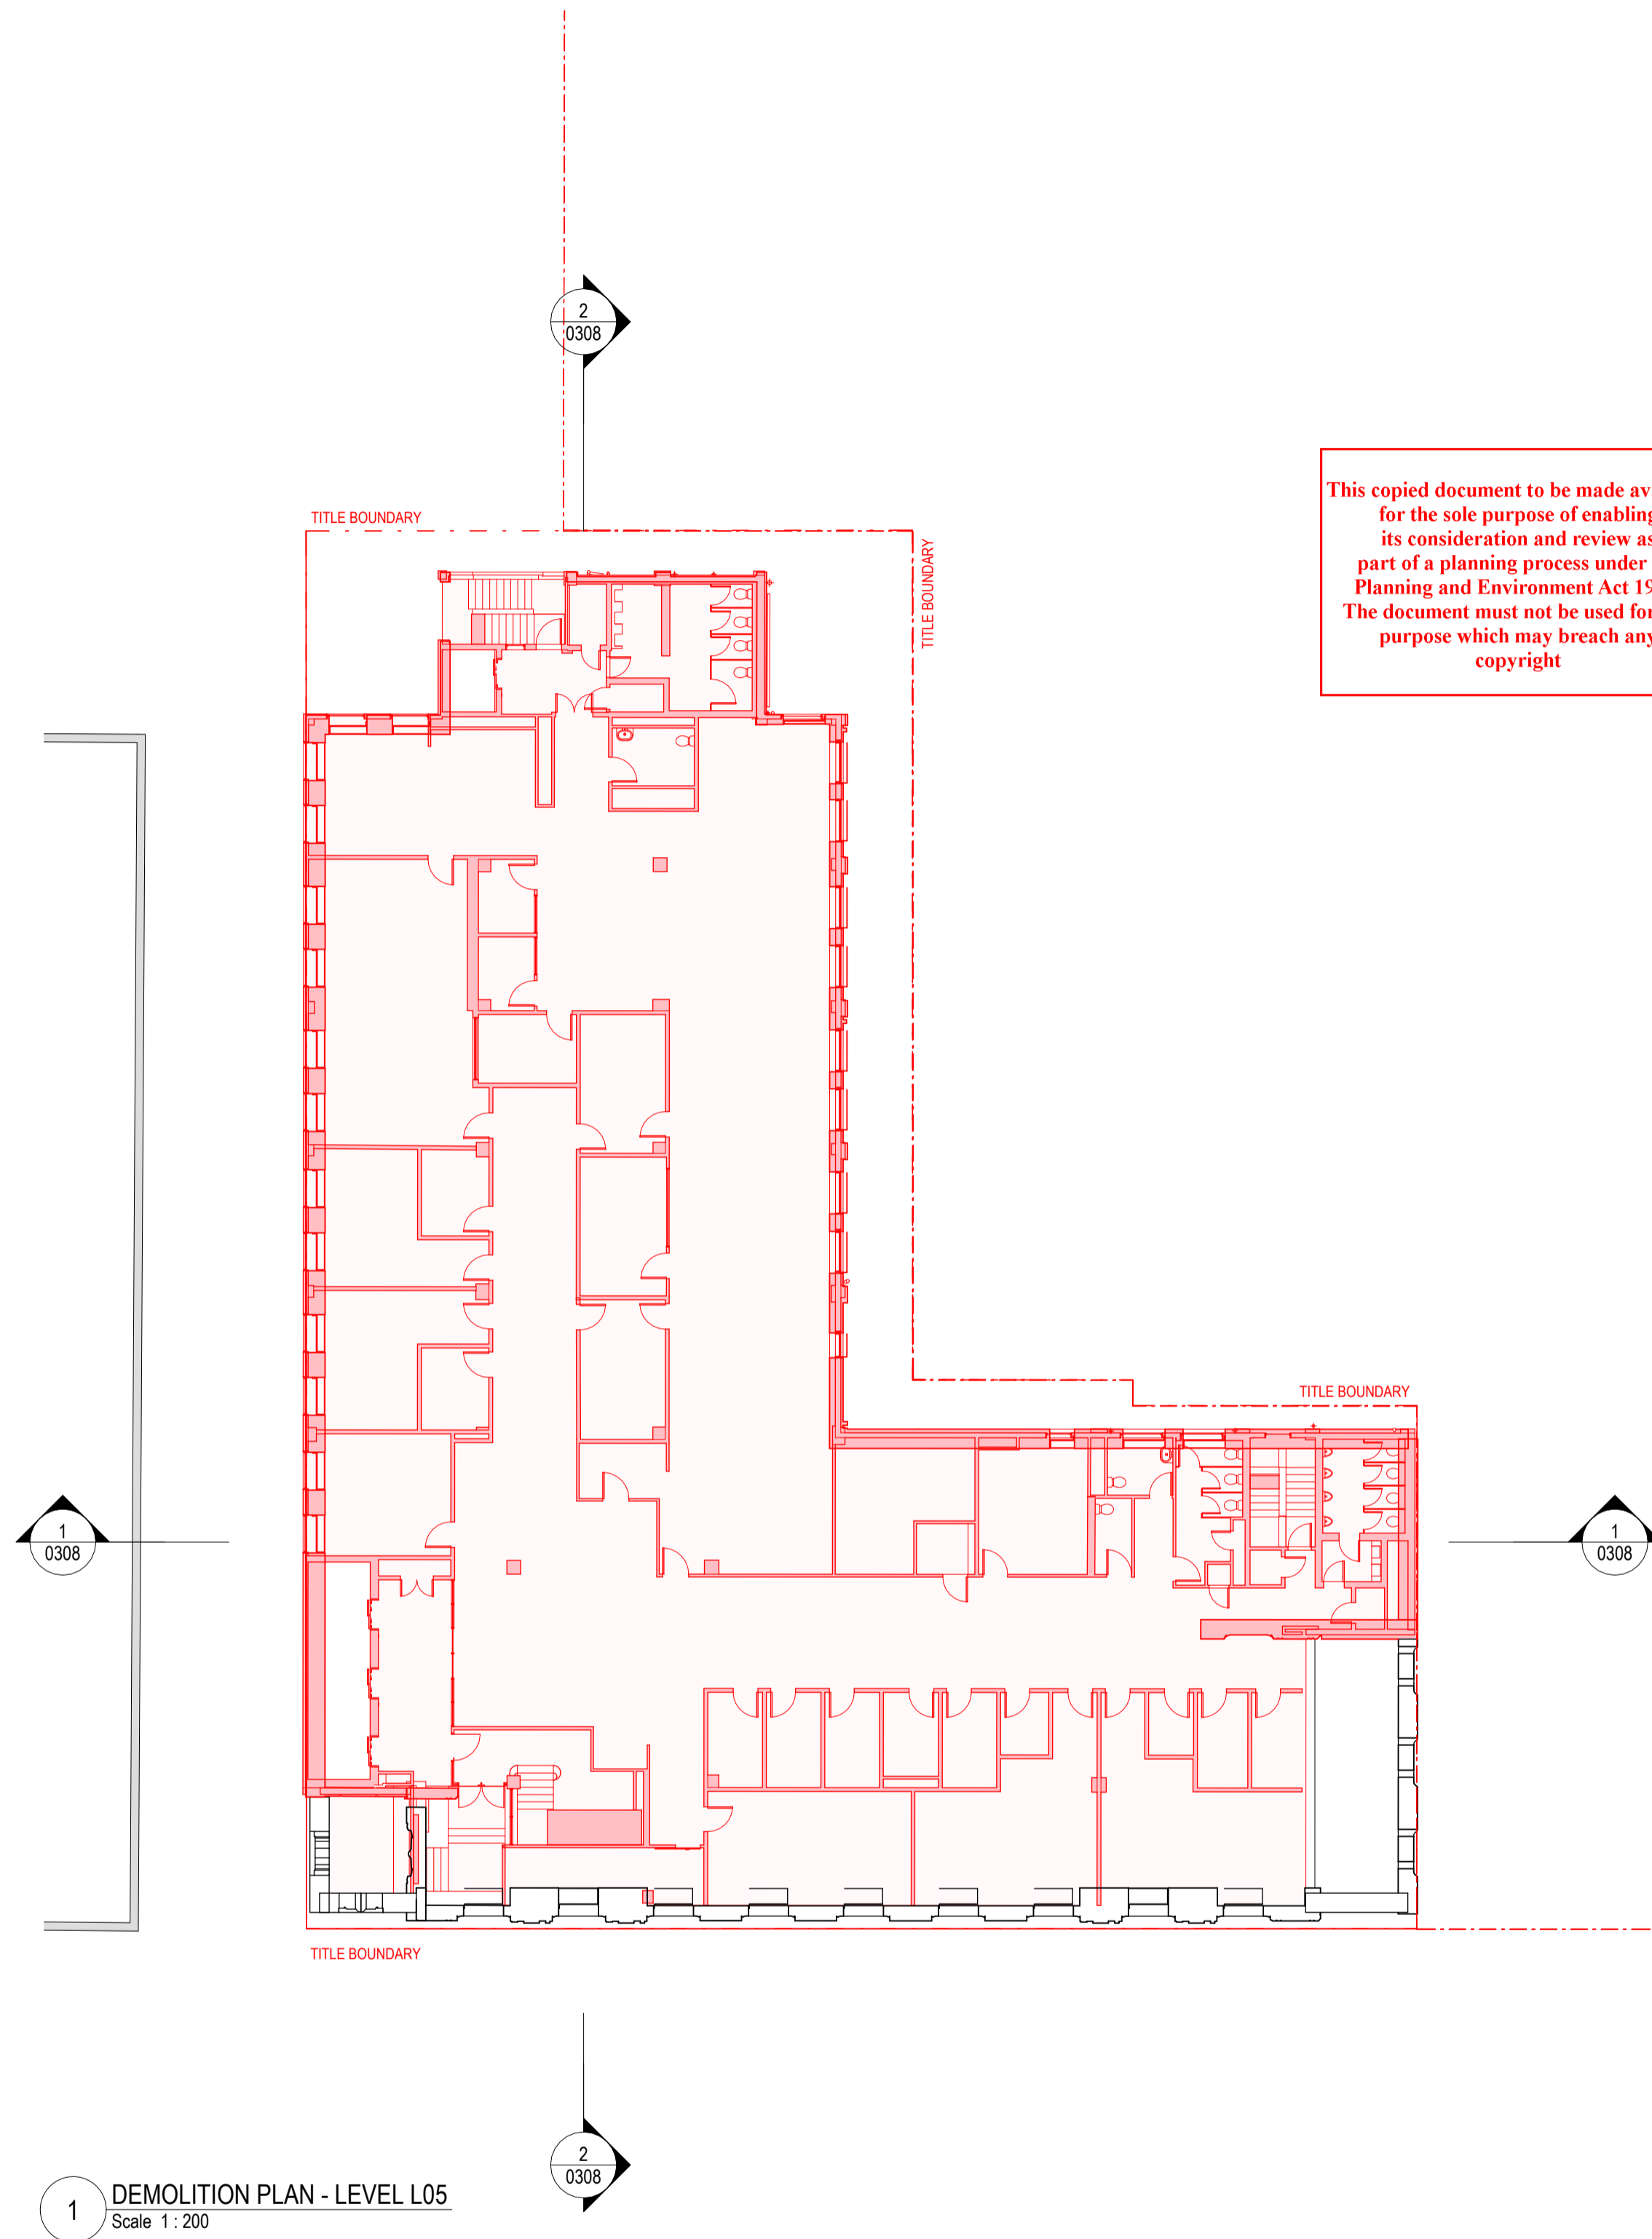 2
0308
This copied document to be made
for the sole purpose of enabling
its consideration and review as
part of a planning process under
Planning and Environment Act
The document must not be used for
purpose which may breach any
copyright
TITLE BOUNDARY
TITLE BOUNDARY
TITLE BOUNDARY
1
0308
1
0308
TITLE BOUNDARY
2
0308
1
DEMOLITION PLAN - LEVEL L05
Scale 1 : 200